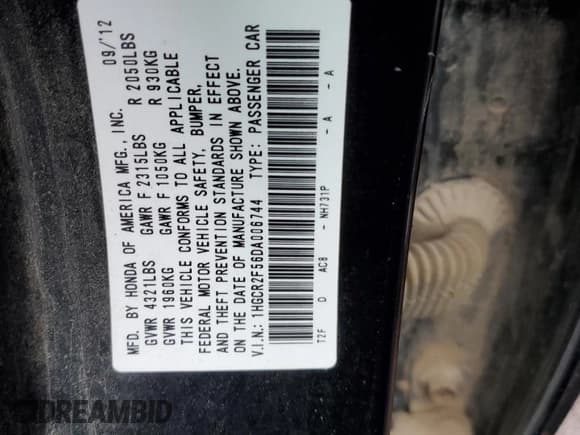 MFD. BY HONDA OF AMERICA MFG., INC. 09/'12
GVWR 4321LBS GAWR F 2315LBS R 2050LBS
GVWR 1960KG GAWR F 1050KG R 930KG
THIS VEHICLE CONFORMS TO ALL APPLICABLE
FEDERAL MOTOR VEHICLE SAFETY, BUMPER,
AND THEFT PREVENTION STANDARDS IN EFFECT
ON THE DATE OF MANUFACTURE SHOWN ABOVE.
V.I.N.: 1HGCR2F56DA006744 TYPE: PASSENGER CAR
T2F D AC8 - NH731P - A - A
DREAMBID